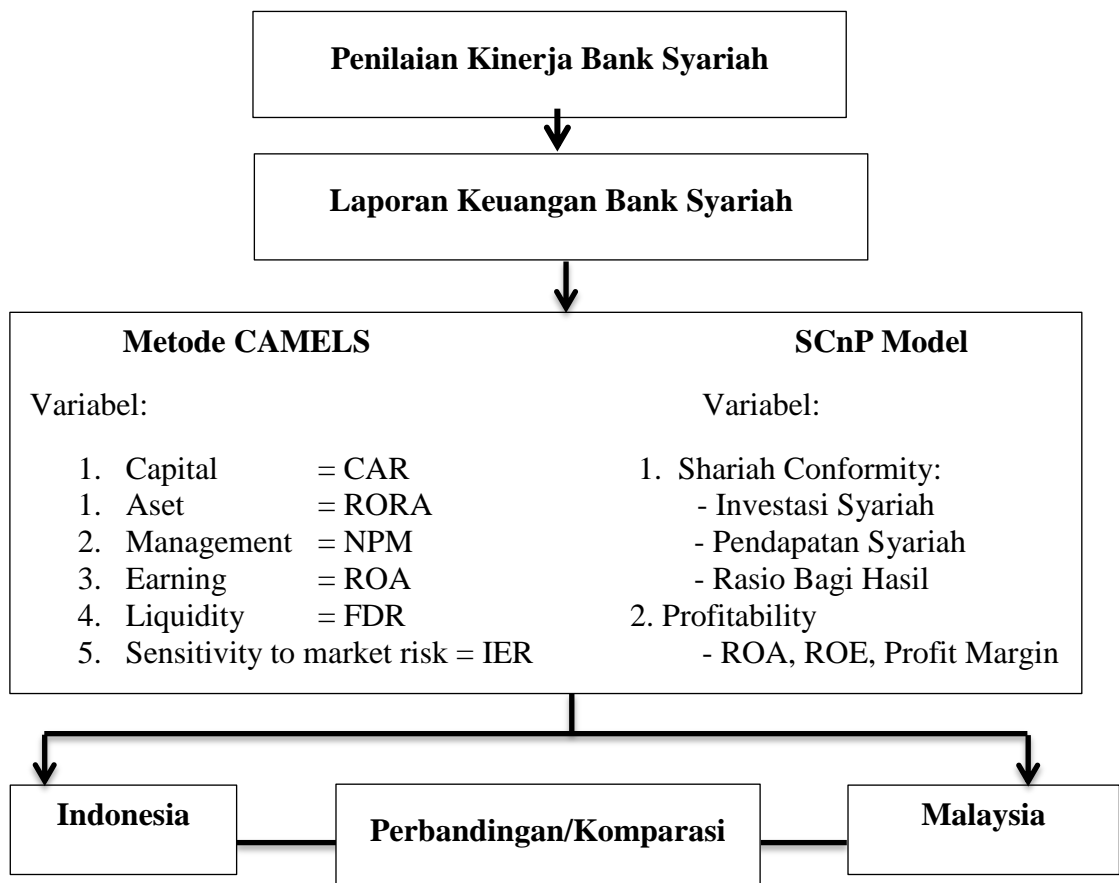 Penilaian Kinerja Bank Syariah
Laporan Keuangan Bank Syariah
Metode CAMELS
Variabel:
1. Capital = CAR
1. Aset = RORA
2. Management = NPM
3. Earning = ROA
4. Liquidity = FDR
5. Sensitivity to market risk = IER
SCnP Model
Variabel:
1. Shariah Conformity:
- Investasi Syariah
- Pendapatan Syariah
- Rasio Bagi Hasil
2. Profitability
- ROA, ROE, Profit Margin
Indonesia
Perbandingan/Komparasi
Malaysia